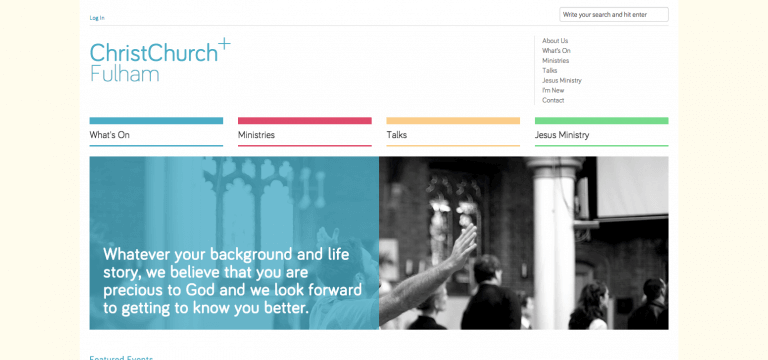 Log In
Write your search and hit enter
ChristChurch+
Fulham
About Us
What's On
Ministries
Talks
Jesus Ministry
I'm New
Contact
What's On
Ministries
Talks
Jesus Ministry
Whatever your background and life
story, we believe that you are
precious to God and we look forward
to getting to know you better.
Featured Events